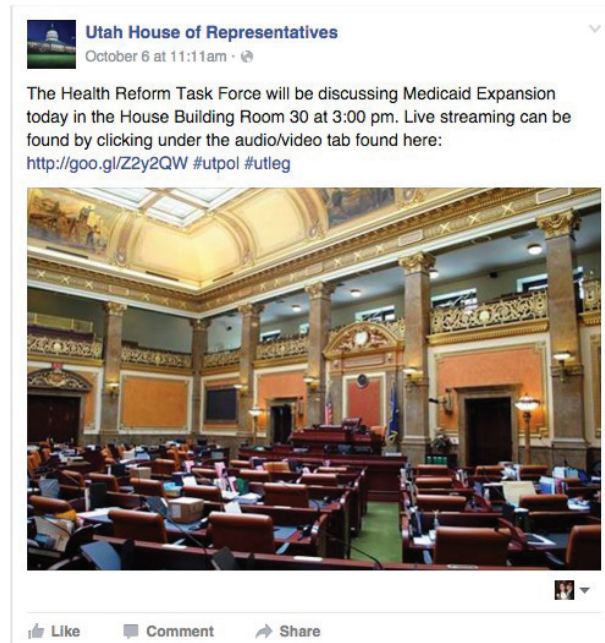 Utah House of Representatives
October 6 at 11:11am ·
The Health Reform Task Force will be discussing Medicaid Expansion
today in the House Building Room 30 at 3:00 pm. Live streaming can be
found by clicking under the audio/video tab found here:
http://goo.gl/Z2y2QW #utpol #utleg
Like Comment Share